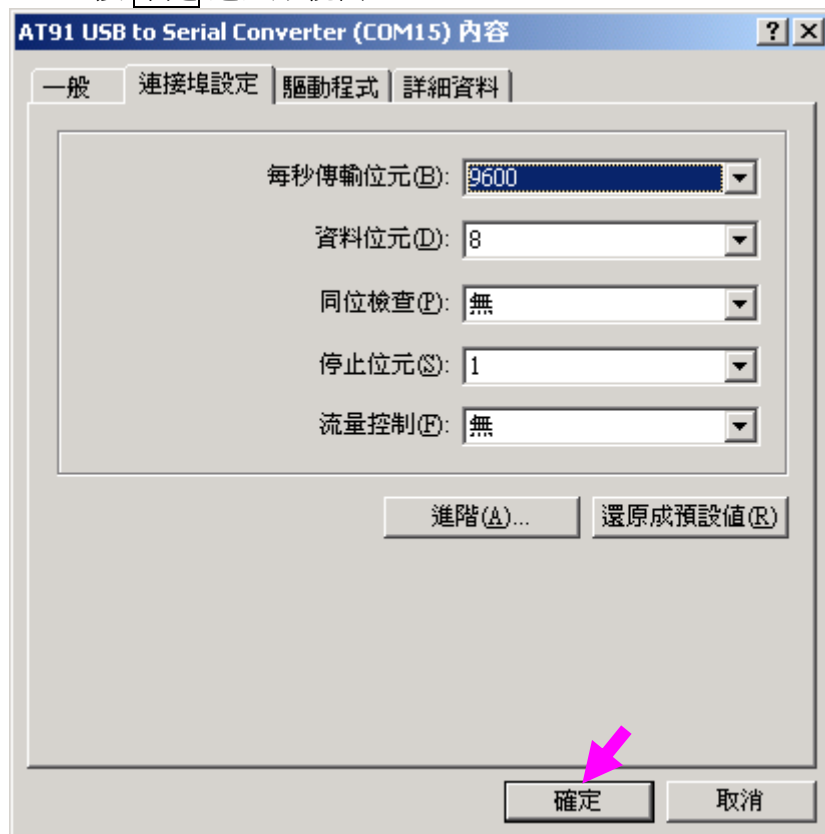 AT91 USB to Serial Converter (COM15) 內容
一般 連接埠設定 驅動程式 詳細資料
每秒傳輸位元(B): 9600
資料位元(D): 8
同位檢查(P): 無
停止位元(S): 1
流量控制(F): 無
進階(A)... 還原成預設值(R)
確定 取消